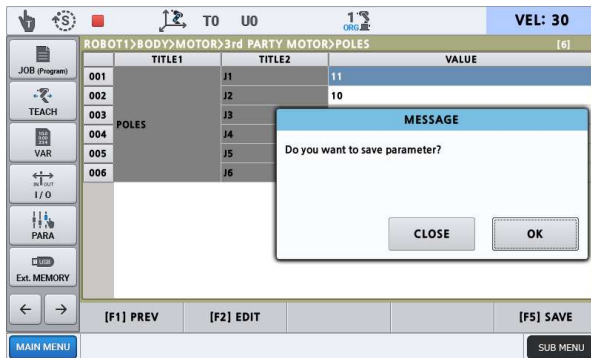 S T0 U0 1 ORG VEL: 30
ROBOT1>BODY>MOTOR>3rd PARTY MOTOR>POLES [6]
TITLE1 TITLE2 VALUE
001 J1 11
002 J2 10
003 J3
004 POLES J4
005 J5
006 J6
JOB (Program)
TEACH
VAR
IN OUT
I/O
PARA
USB
Ext. MEMORY
MESSAGE
Do you want to save parameter?
CLOSE OK
[F1] PREV [F2] EDIT [F5] SAVE
MAIN MENU SUB MENU